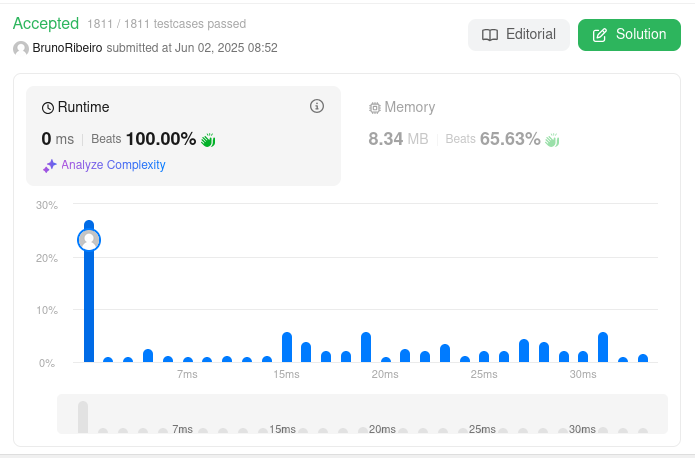 Accepted 1811 / 1811 testcases passed
BrunoRibeiro submitted at Jun 02, 2025 08:52
Editorial
Solution
Runtime
0 ms | Beats 100.00%
Analyze Complexity
Memory
8.34 MB | Beats 65.63%
30%
20%
10%
0%
7ms 15ms 20ms 25ms 30ms
7ms 15ms 20ms 25ms 30ms